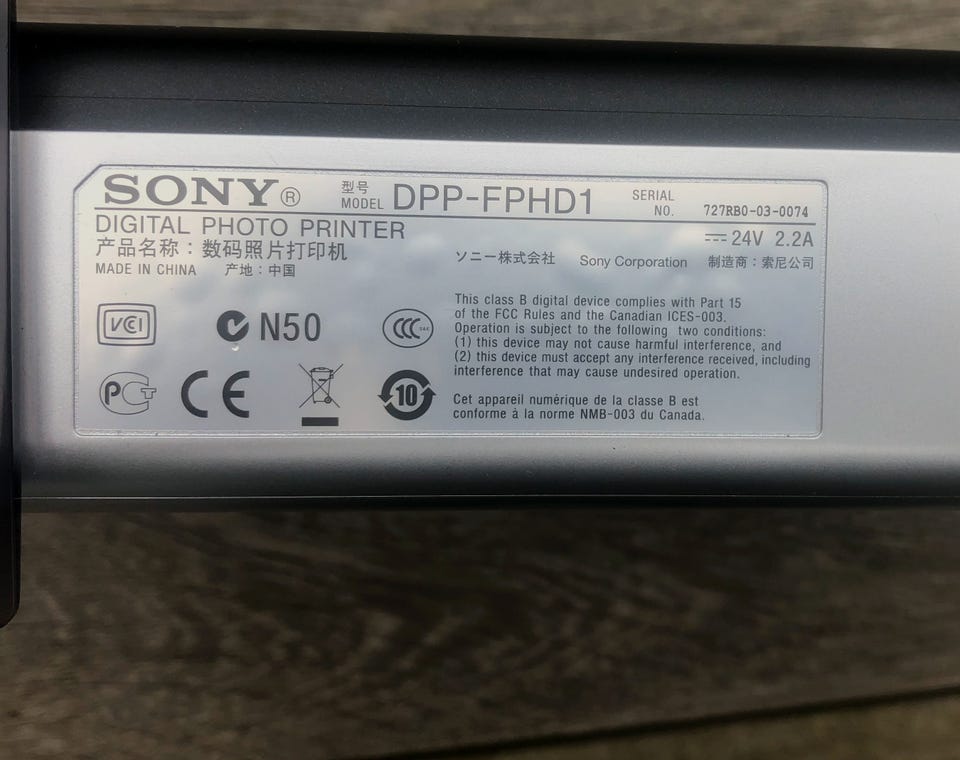 SONY®
型号
MODEL DPP-FPHD1
SERIAL
NO. 727RB0-03-0074
DIGITAL PHOTO PRINTER
24V 2.2A
产品名称：数码照片打印机
MADE IN CHINA 产地：中国
ソニー株式会社 Sony Corporation 制造商：索尼公司
VCI
N50
CCC S&E
This class B digital device complies with Part 15
of the FCC Rules and the Canadian ICES-003.
Operation is subject to the following two conditions:
(1) this device may not cause harmful interference, and
(2) this device must accept any interference received, including
interference that may cause undesired operation.
PCT
CE
10
Cet appareil numérique de la classe B est
conforme à la norme NMB-003 du Canada.